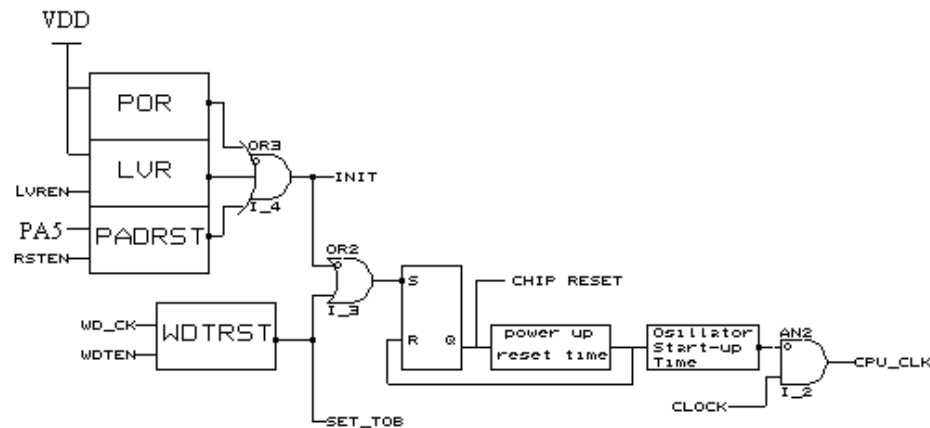 VDD
POR
OR3
LVR
LVREN
INIT
I_4
PA5
PADRST
RSTEN
OR2
S
CHIP RESET
I_3
WD_CK
WDTRST
WDTEN
R
Q
power up
reset time
Osillator
Start-up
Time
AN2
CPU_CLK
I_2
CLOCK
SET_TOB